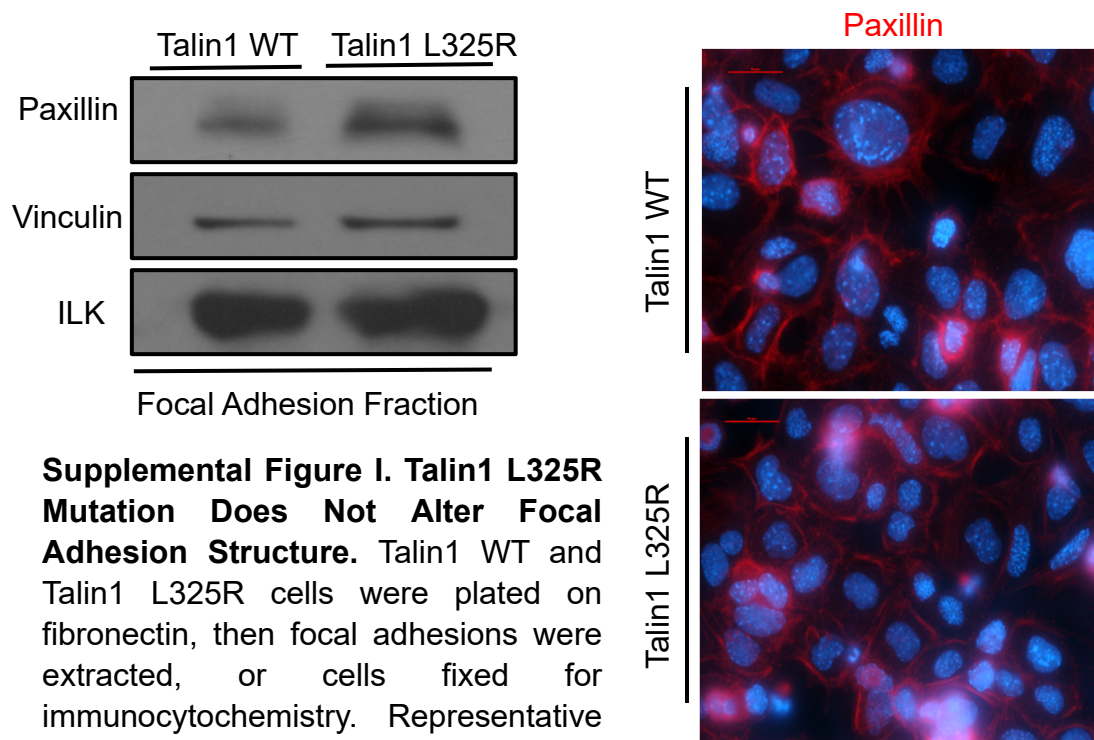 Talin1 WT
Talin1 L325R
Paxillin
Vinculin
ILK
Focal Adhesion Fraction
Supplemental Figure I. Talin1 L325R
Mutation Does Not Alter Focal
Adhesion Structure. Talin1 WT and
Talin1 L325R cells were plated on
fibronectin, then focal adhesions were
extracted, or cells fixed for
immunocytochemistry. Representative
Paxillin
Talin1 WT
Talin1 L325R